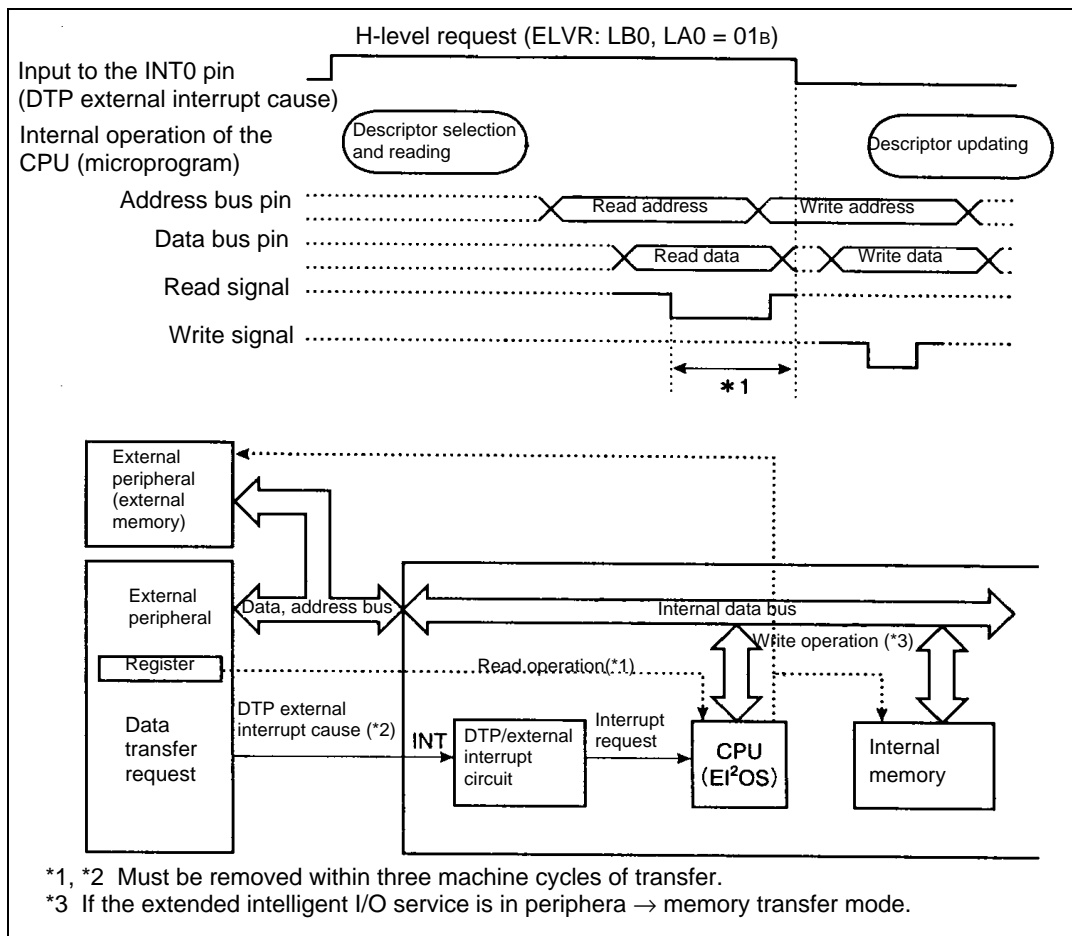 H-level request (ELVR: LB0, LA0 = 01B)
Input to the INT0 pin
(DTP external interrupt cause)
Internal operation of the
CPU (microprogram)
Descriptor selection
and reading
Descriptor updating
Address bus pin
Read address
Write address
Data bus pin
Read data
Write data
Read signal
Write signal
*1
External
peripheral
(external
memory)
External
peripheral
Data, address bus
Internal data bus
Write operation (*3)
Register
Read operation(*1)
Data
transfer
request
DTP external
interrupt cause (*2)
INT
DTP/external
interrupt
circuit
Interrupt
request
CPU
(EI²OS)
Internal
memory
*1, *2 Must be removed within three machine cycles of transfer.
*3 If the extended intelligent I/O service is in periphera → memory transfer mode.